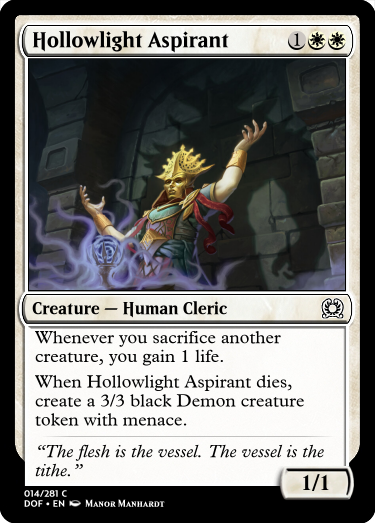 Hollowlight Aspirant 1
Creature — Human Cleric
Whenever you sacrifice another
creature, you gain 1 life.
When Hollowlight Aspirant dies,
create a 3/3 black Demon creature
token with menace.
“The flesh is the vessel. The vessel is the
tithe.”
1/1
014/281 C
DOF • EN Manor Manhardt